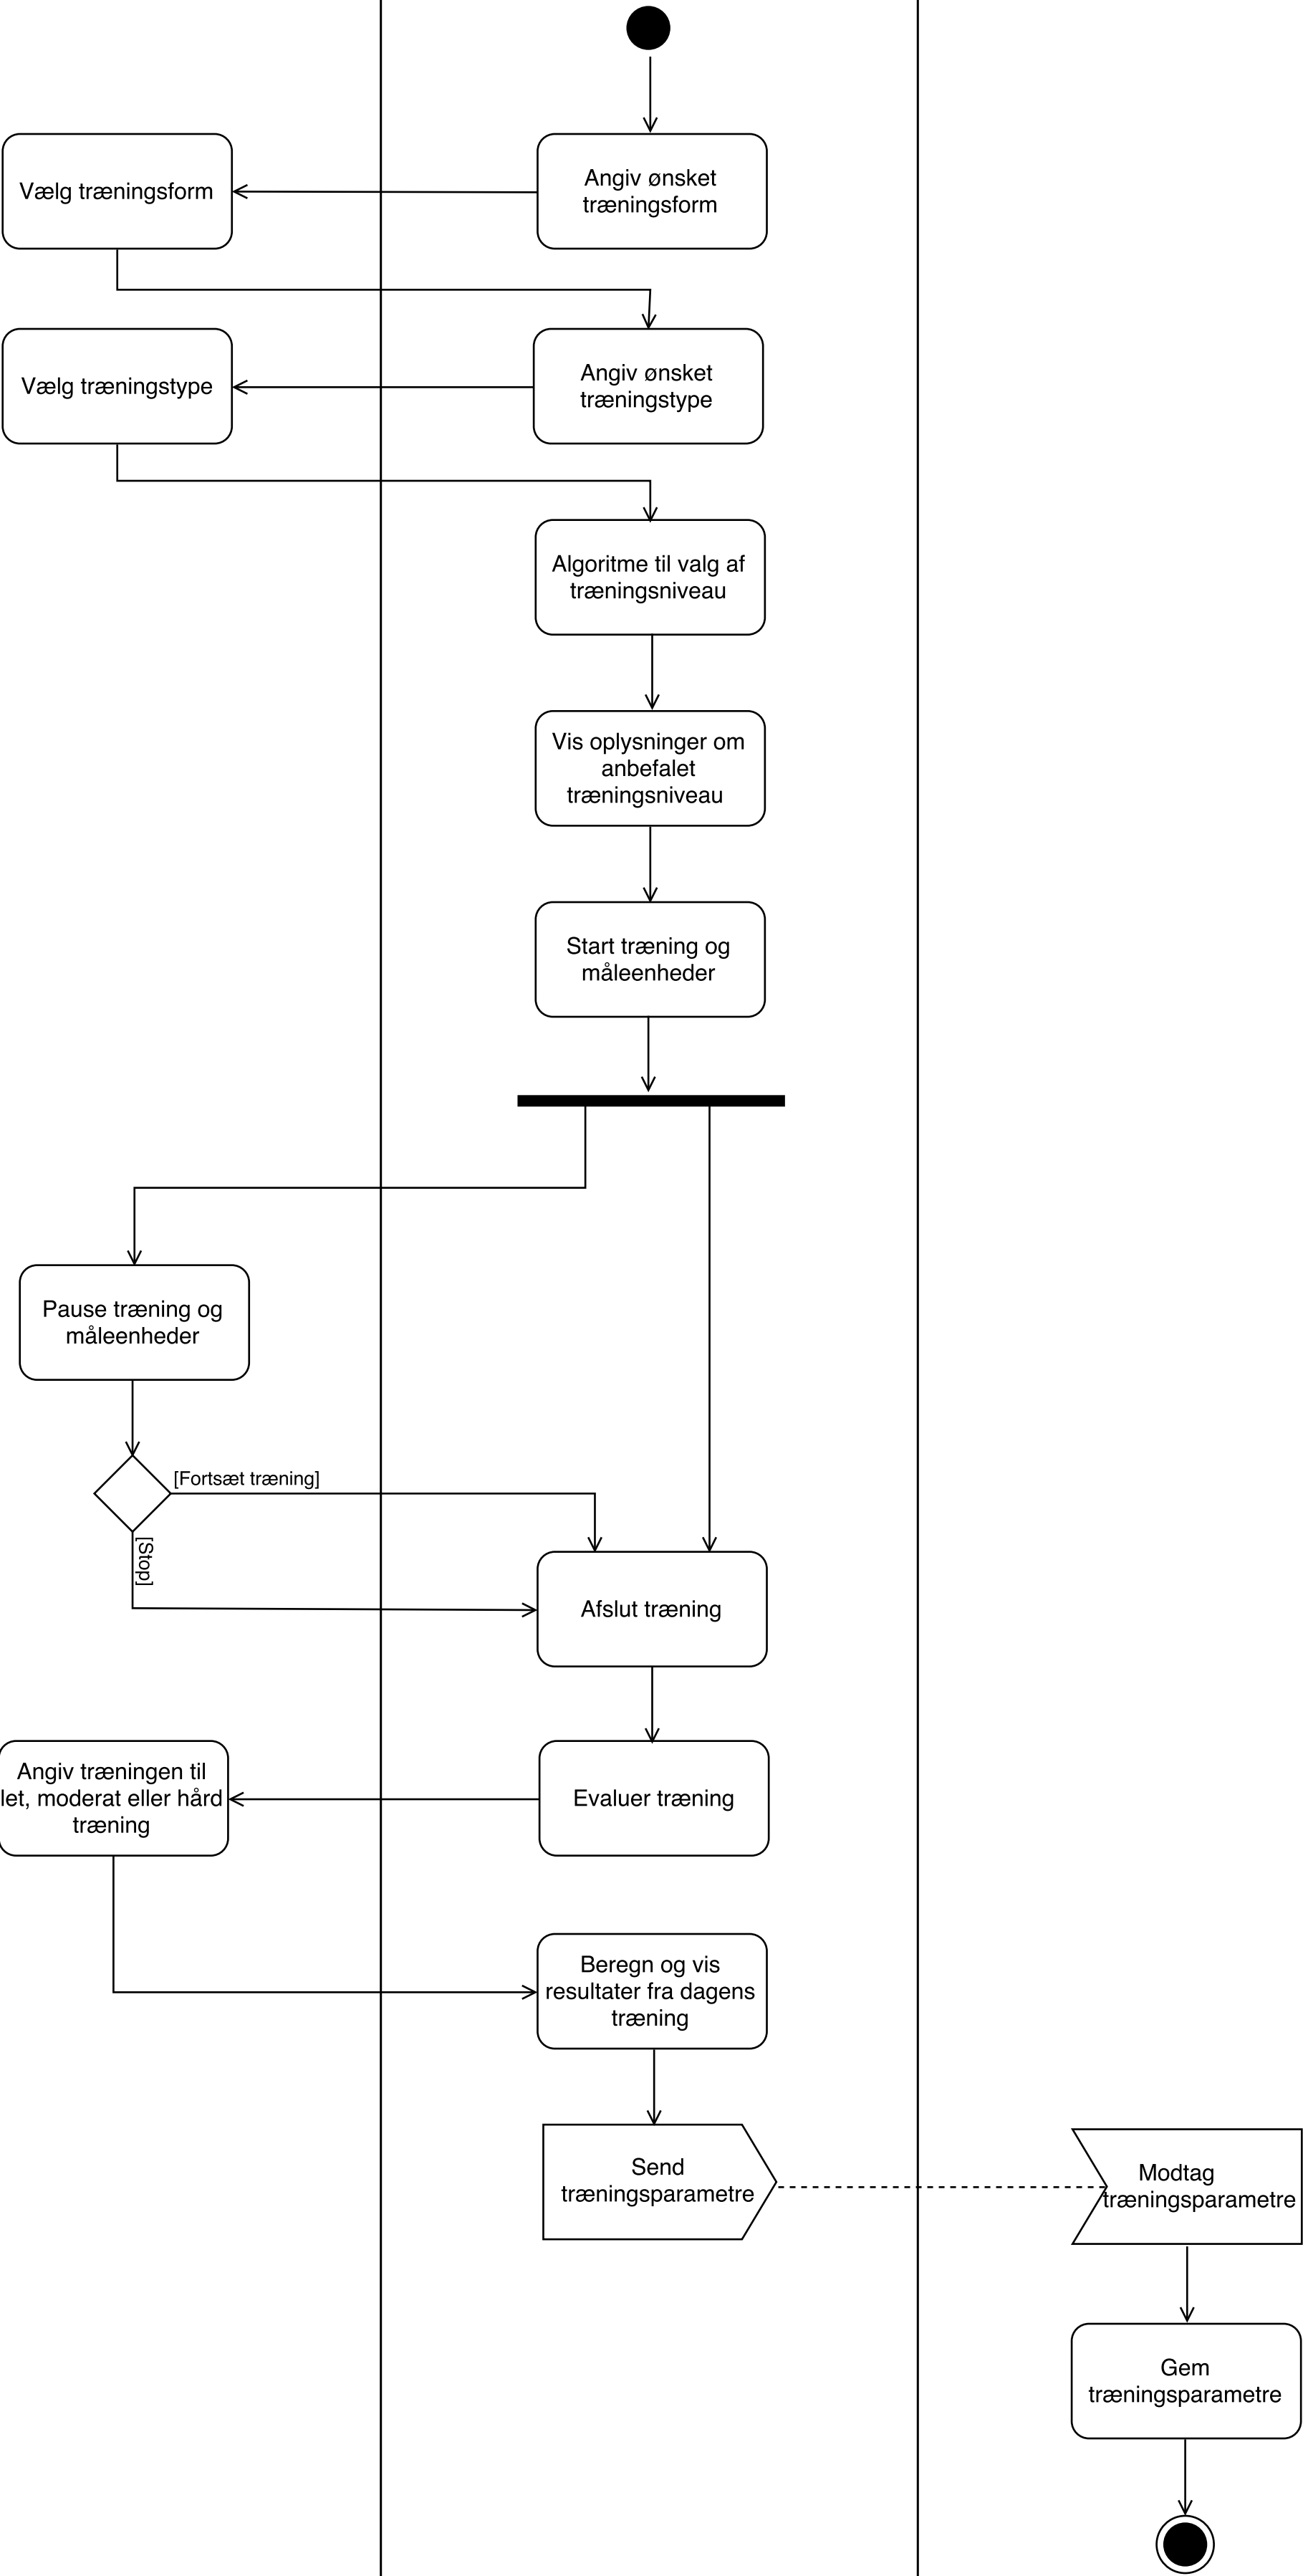 Angiv ønsket
træningsform
Vælg træningsform
Angiv ønsket
træningstype
Vælg træningstype
Algoritme til valg af
træningsniveau
Vis oplysninger om
anbefalet
træningsniveau
Start træning og
måleenheder
Pause træning og
måleenheder
[Fortsæt træning]
[Stop]
Afslut træning
Evaluer træning
Angiv træningen til
let, moderat eller hård
træning
Beregn og vis
resultater fra dagens
træning
Send
træningsparametre
Modtag
træningsparametre
Gem
træningsparametre